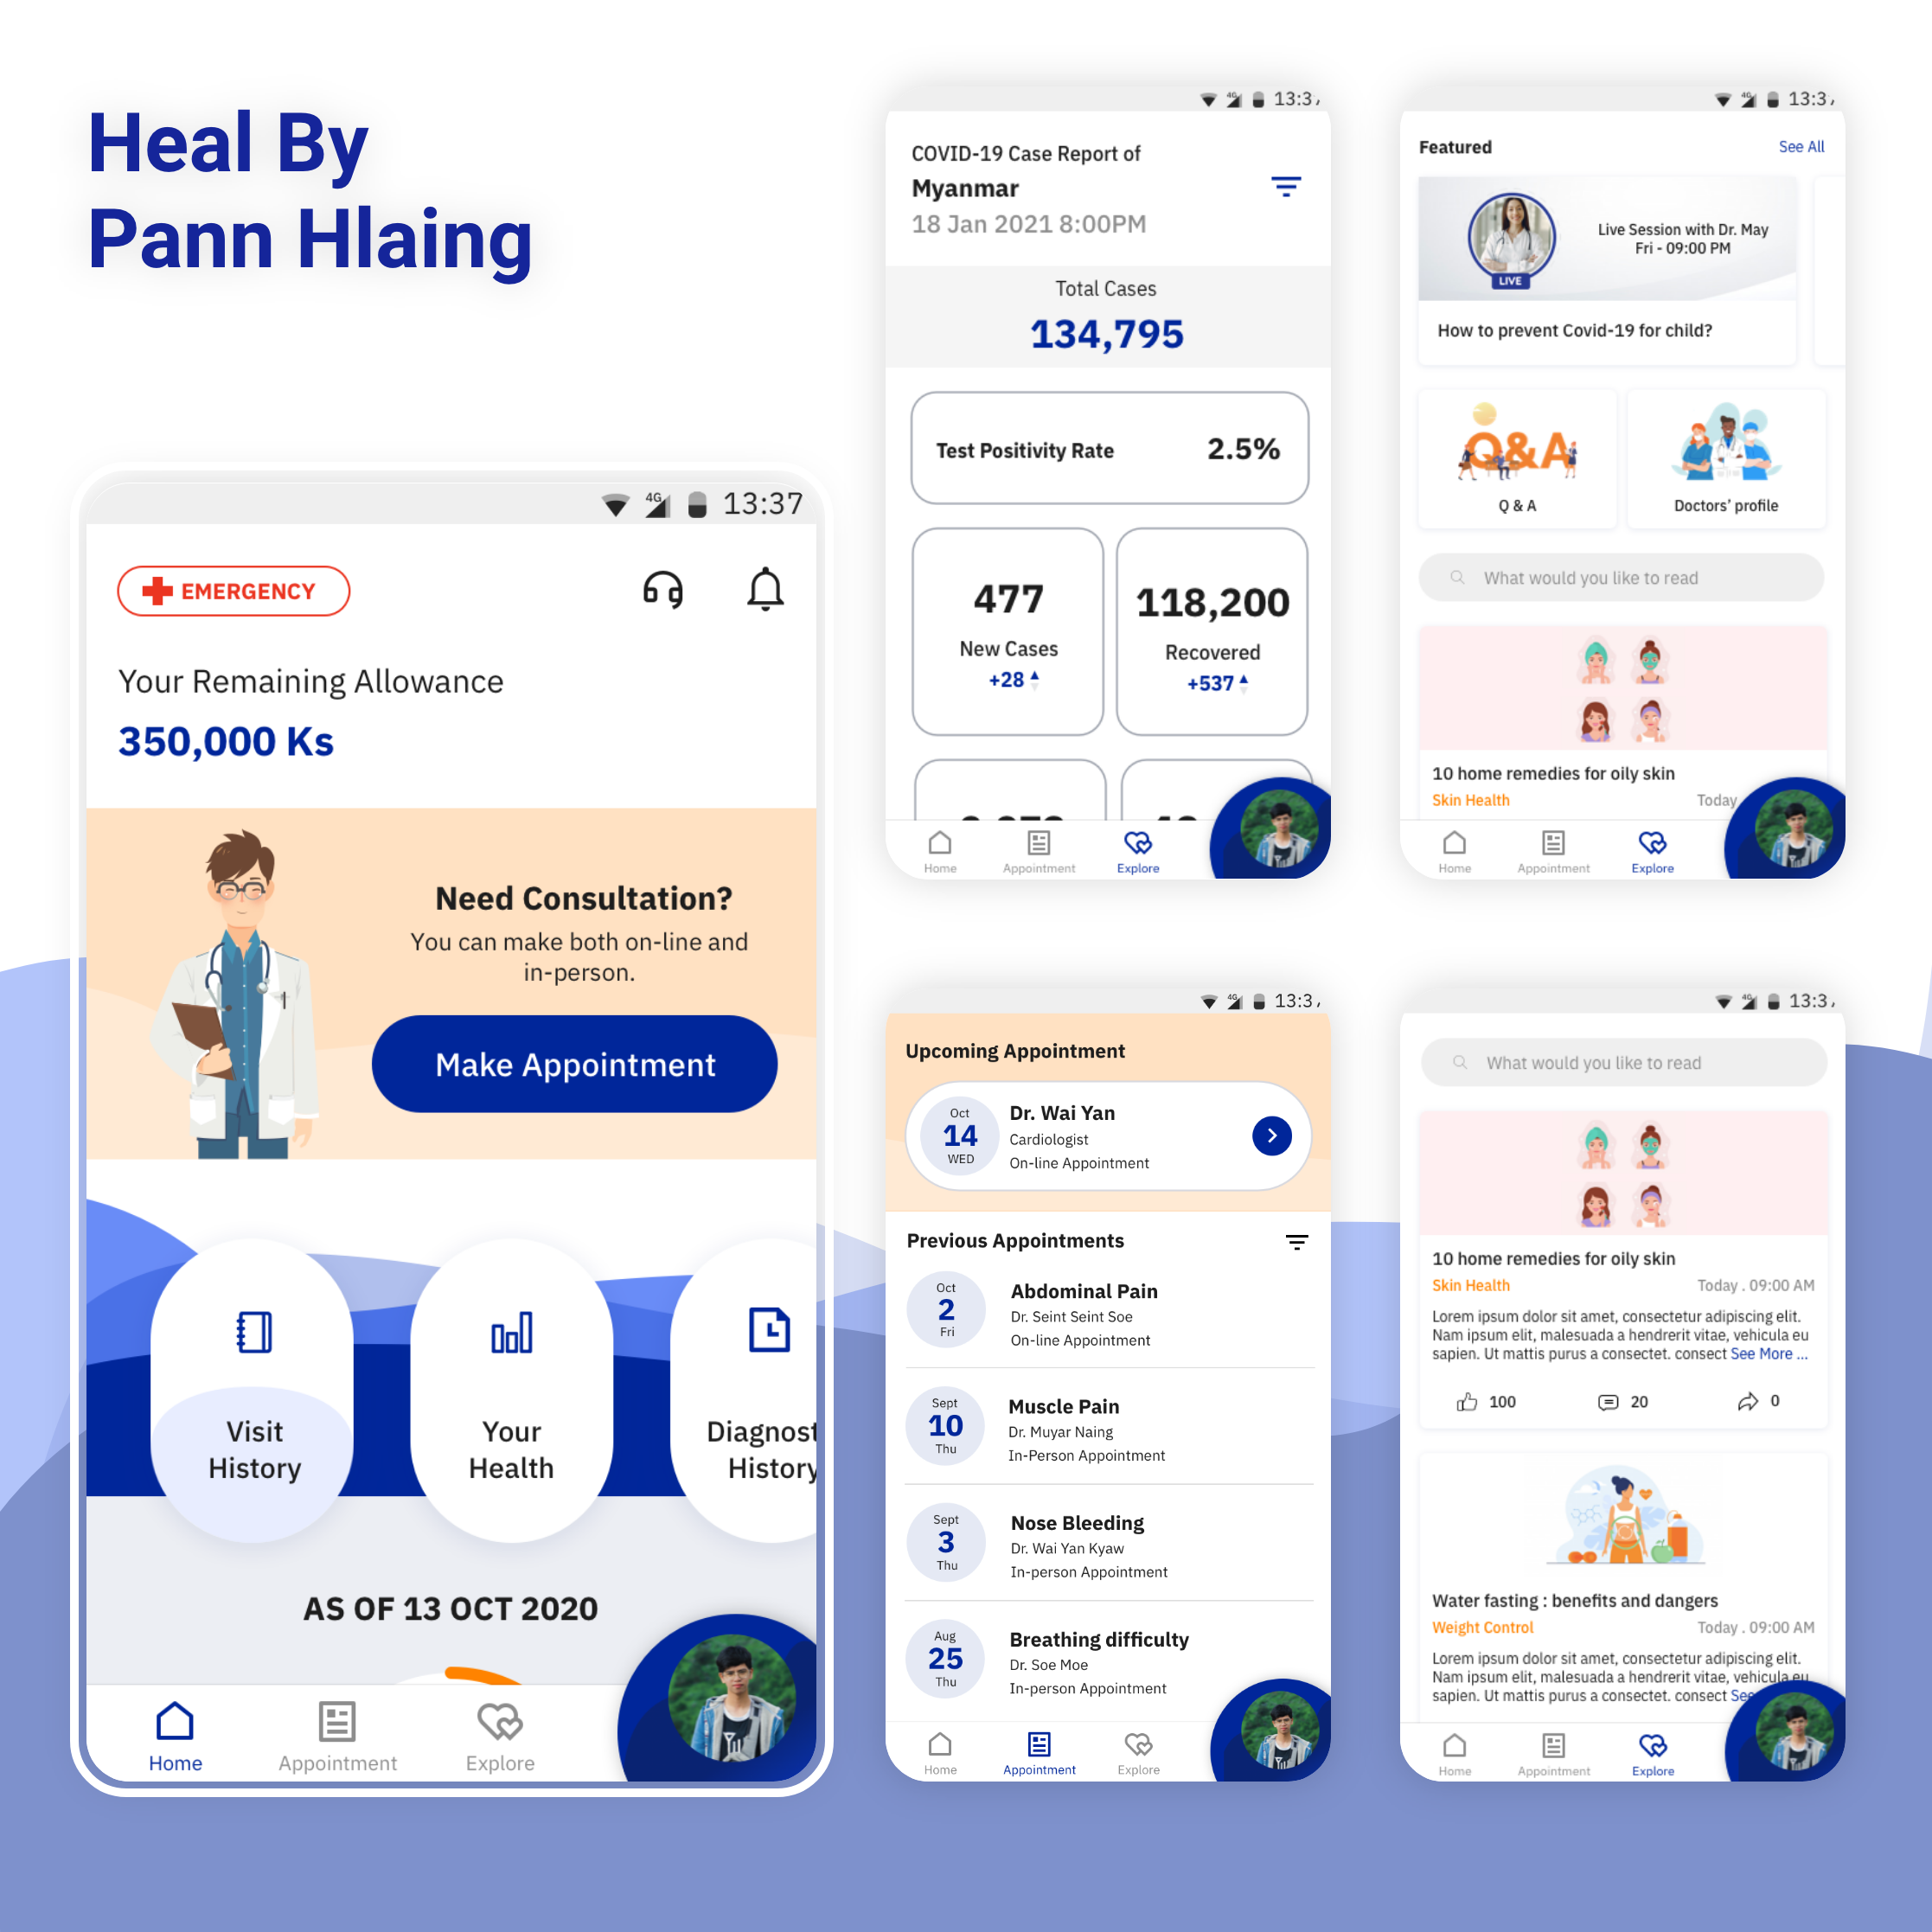 Heal By
Pann Hlaing
4G 13:37
EMERGENCY
Your Remaining Allowance
350,000 Ks
Need Consultation?
You can make both on-line and
in-person.
Make Appointment
Visit
History
Your
Health
Diagnost
History
AS OF 13 OCT 2020
Home
Appointment
Explore
4G 13:3
COVID-19 Case Report of
Myanmar
18 Jan 2021 8:00PM
Total Cases
134,795
Test Positivity Rate
2.5%
477
New Cases
+28
118,200
Recovered
+537
Home
Appointment
Explore
4G 13:3
Featured
See All
LIVE
Live Session with Dr. May
Fri - 09:00 PM
How to prevent Covid-19 for child?
Q&A
Q & A
Doctors' profile
What would you like to read
10 home remedies for oily skin
Skin Health
Today
Home
Appointment
Explore
4G 13:3
Upcoming Appointment
Oct
14
WED
Dr. Wai Yan
Cardiologist
On-line Appointment
Previous Appointments
Oct
2
Fri
Abdominal Pain
Dr. Seint Seint Soe
On-line Appointment
Sept
10
Thu
Muscle Pain
Dr. Muyar Naing
In-Person Appointment
Sept
3
Thu
Nose Bleeding
Dr. Wai Yan Kyaw
In-person Appointment
Aug
25
Thu
Breathing difficulty
Dr. Soe Moe
In-person Appointment
Home
Appointment
Explore
4G 13:3
What would you like to read
10 home remedies for oily skin
Skin Health
Today . 09:00 AM
Lorem ipsum dolor sit amet, consectetur adipiscing elit.
Nam ipsum elit, malesuada a hendrerit vitae, vehicula eu
sapien. Ut mattis purus a consectet. consect See More ...
100
20
0
Water fasting : benefits and dangers
Weight Control
Today . 09:00 AM
Lorem ipsum dolor sit amet, consectetur adipiscing elit.
Nam ipsum elit, malesuada a hendrerit vitae, vehicula eu
sapien. Ut mattis purus a consectet. consect See
Home
Appointment
Explore